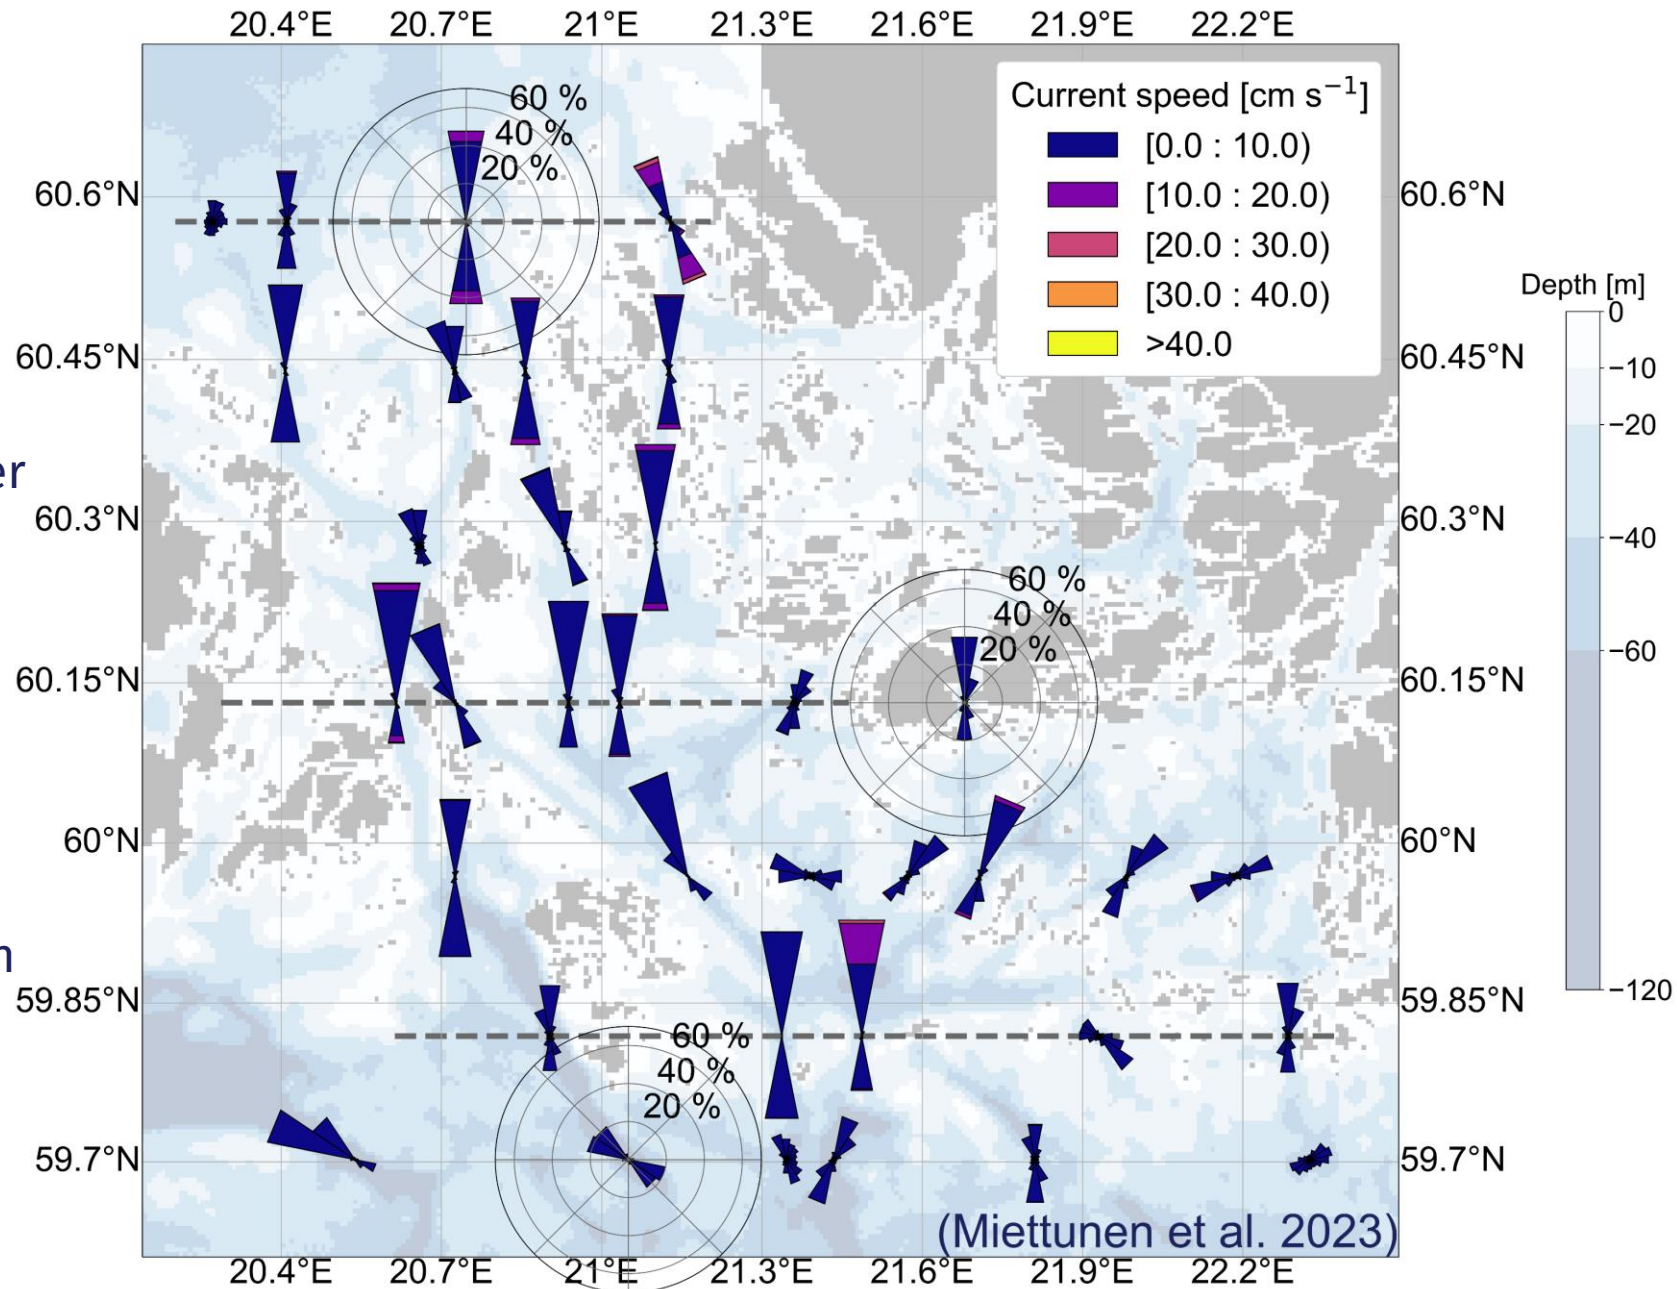 20.4°E 20.7°E 21°E 21.3°E 21.6°E 21.9°E 22.2°E
Current speed [cm s⁻¹]
[0.0 : 10.0)
[10.0 : 20.0)
[20.0 : 30.0)
[30.0 : 40.0)
>40.0
60 %
40 %
20 %
60.6°N 60.6°N
Depth [m]
0
−10
−20
−40
−60
−120
60.45°N 60.45°N
er
60.3°N 60.3°N
60 %
40 %
20 %
60.15°N 60.15°N
60°N 60°N
n
59.85°N 59.85°N
60 %
40 %
20 %
59.7°N 59.7°N
(Miettunen et al. 2023)
20.4°E 20.7°E 21°E 21.3°E 21.6°E 21.9°E 22.2°E